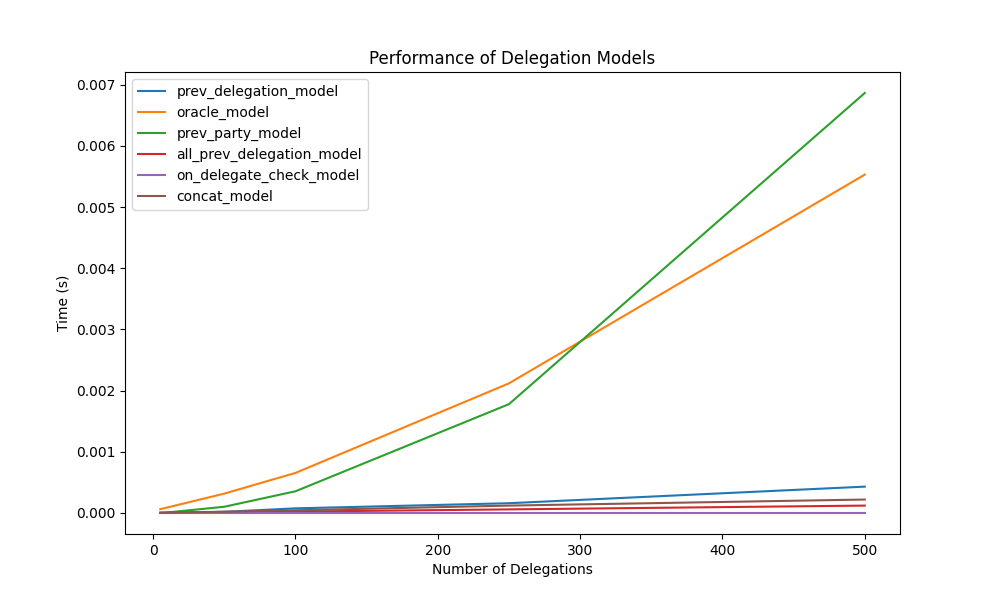 Performance of Delegation Models
0.007
0.006
0.005
0.004
0.003
0.002
0.001
0.000
Time (s)
prev_delegation_model
oracle_model
prev_party_model
all_prev_delegation_model
on_delegate_check_model
concat_model
0 100 200 300 400 500
Number of Delegations